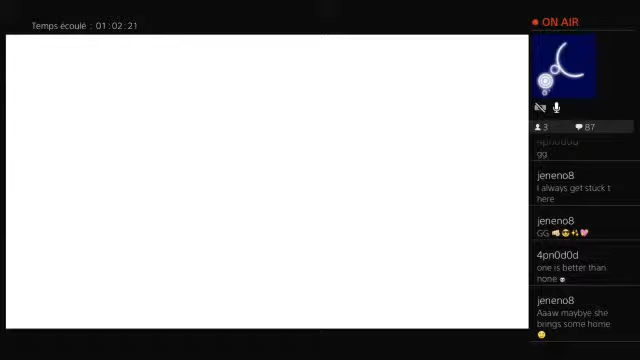 Temps écoulé : 01:02:21
ON AIR
3 87
4pn0d0d
gg
jeneno8
I always get stuck t
here
jeneno8
GG 👊😎✨💖
4pn0d0d
one is better than
none 💀
jeneno8
Aaaw maybye she
brings some home
🙂